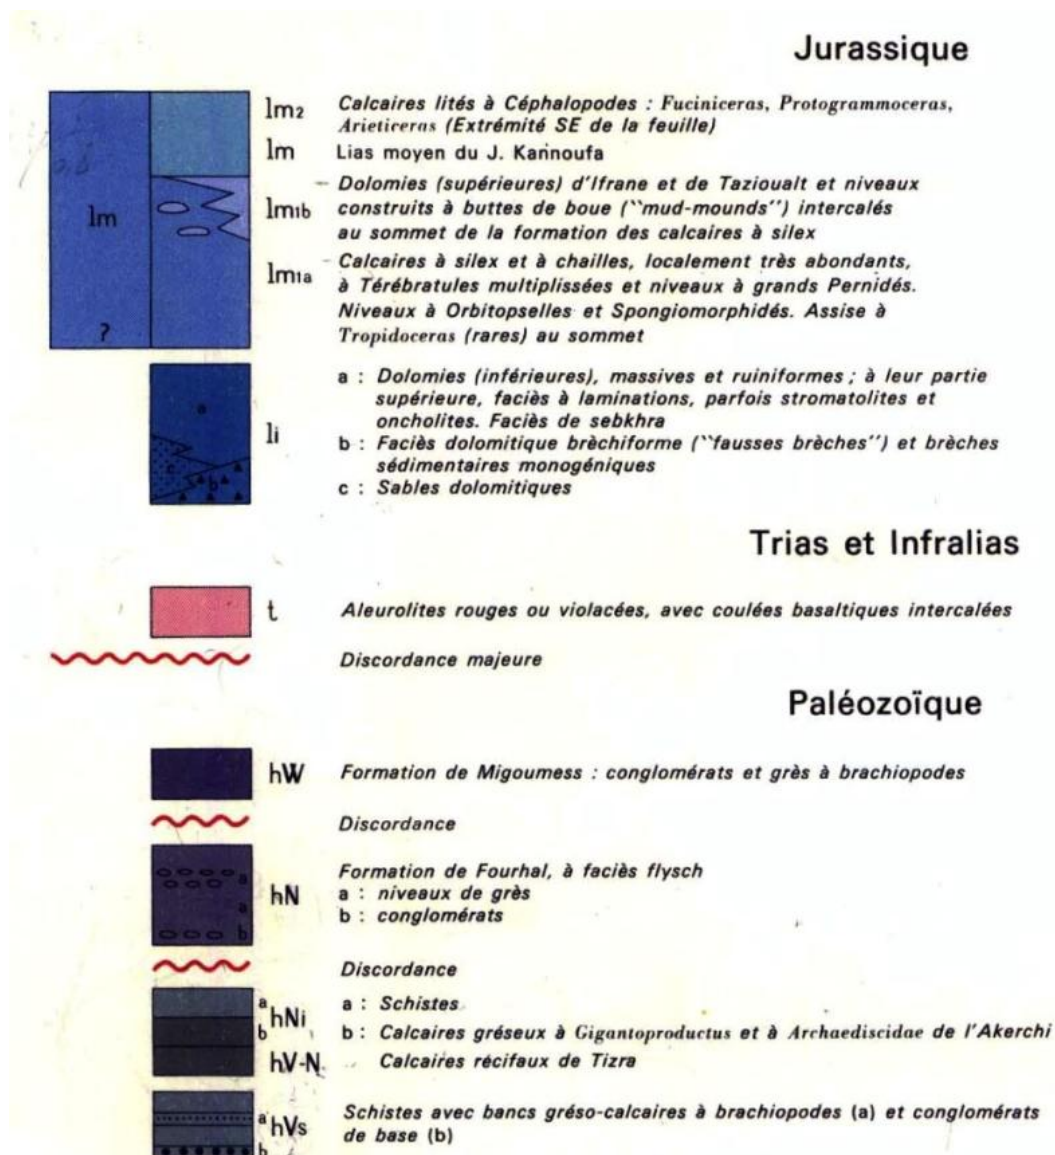 Jurassique
lm2 Calcaires lités à Céphalopodes : Fuciniceras, Protogrammoceras,
Arieticeras (Extrémité SE de la feuille)
lm Lias moyen du J. Kannoufa
lm1b Dolomies (supérieures) d'Ifrane et de Tazioualt et niveaux
construits à buttes de boue (``mud-mounds'') intercalés
au sommet de la formation des calcaires à silex
lm
lm1a Calcaires à silex et à chailles, localement très abondants,
à Térébratules multiplissées et niveaux à grands Pernidés.
Niveaux à Orbitopselles et Spongiomorphidés. Assise à
Tropidoceras (rares) au sommet
?
a : Dolomies (inférieures), massives et ruiniformes ; à leur partie
supérieure, faciès à laminations, parfois stromatolites et
oncholites. Faciès de sebkhra
a
li
b : Faciès dolomitique brèchiforme (``fausses brèches'') et brèches
sédimentaires monogéniques
c : Sables dolomitiques
c
b
Trias et Infralias
t Aleurolites rouges ou violacées, avec coulées basaltiques intercalées
Discordance majeure
Paléozoïque
hW Formation de Migoumess : conglomérats et grès à brachiopodes
Discordance
hN Formation de Fourhal, à faciès flysch
a : niveaux de grès
b : conglomérats
a
a
b
Discordance
a hNi a : Schistes
b b : Calcaires gréseux à Gigantoproductus et à Archaediscidae de l'Akerchi
hV-N Calcaires récifaux de Tizra
a hVs Schistes avec bancs gréso-calcaires à brachiopodes (a) et conglomérats
b de base (b)